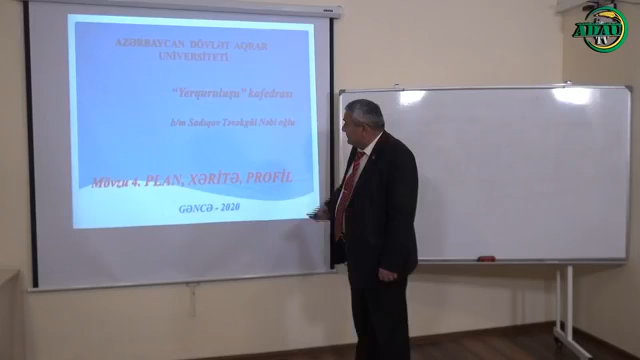 AZƏRBAYCAN DÖVLƏT AQRAR
UNİVERSİTETİ
“Yerquruluşu” kafedrası
b/m Sadıqov Təvəkgül Nəbi oğlu
Mövzu 4. PLAN, XƏRİTƏ, PROFİL
GƏNCƏ - 2020
ADAU
TV